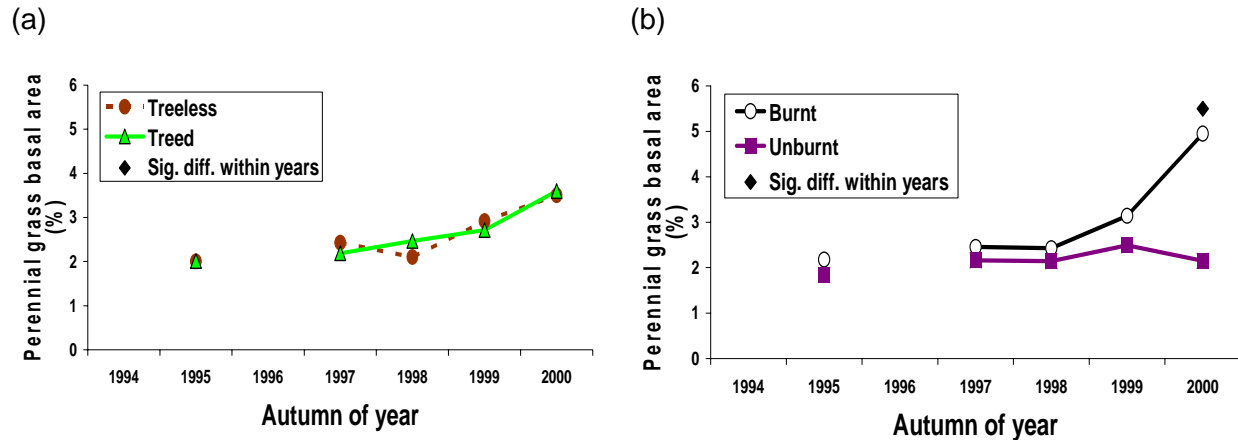 (a)
Perennial grass basal area
(%)
6
5
4
3
2
1
0
Treeless
Treed
Sig. diff. within years
1994 1995 1996 1997 1998 1999 2000
Autumn of year
(b)
Perennial grass basal area
(%)
6
5
4
3
2
1
0
Burnt
Unburnt
Sig. diff. within years
1994 1995 1996 1997 1998 1999 2000
Autumn of year